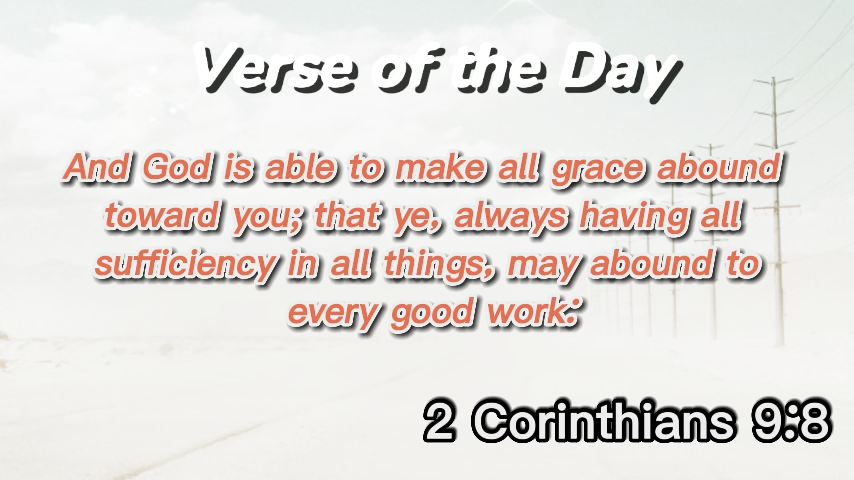 Verse of the Day
And God is able to make all grace abound
toward you; that ye, always having all
sufficiency in all things, may abound to
every good work:
2 Corinthians 9:8